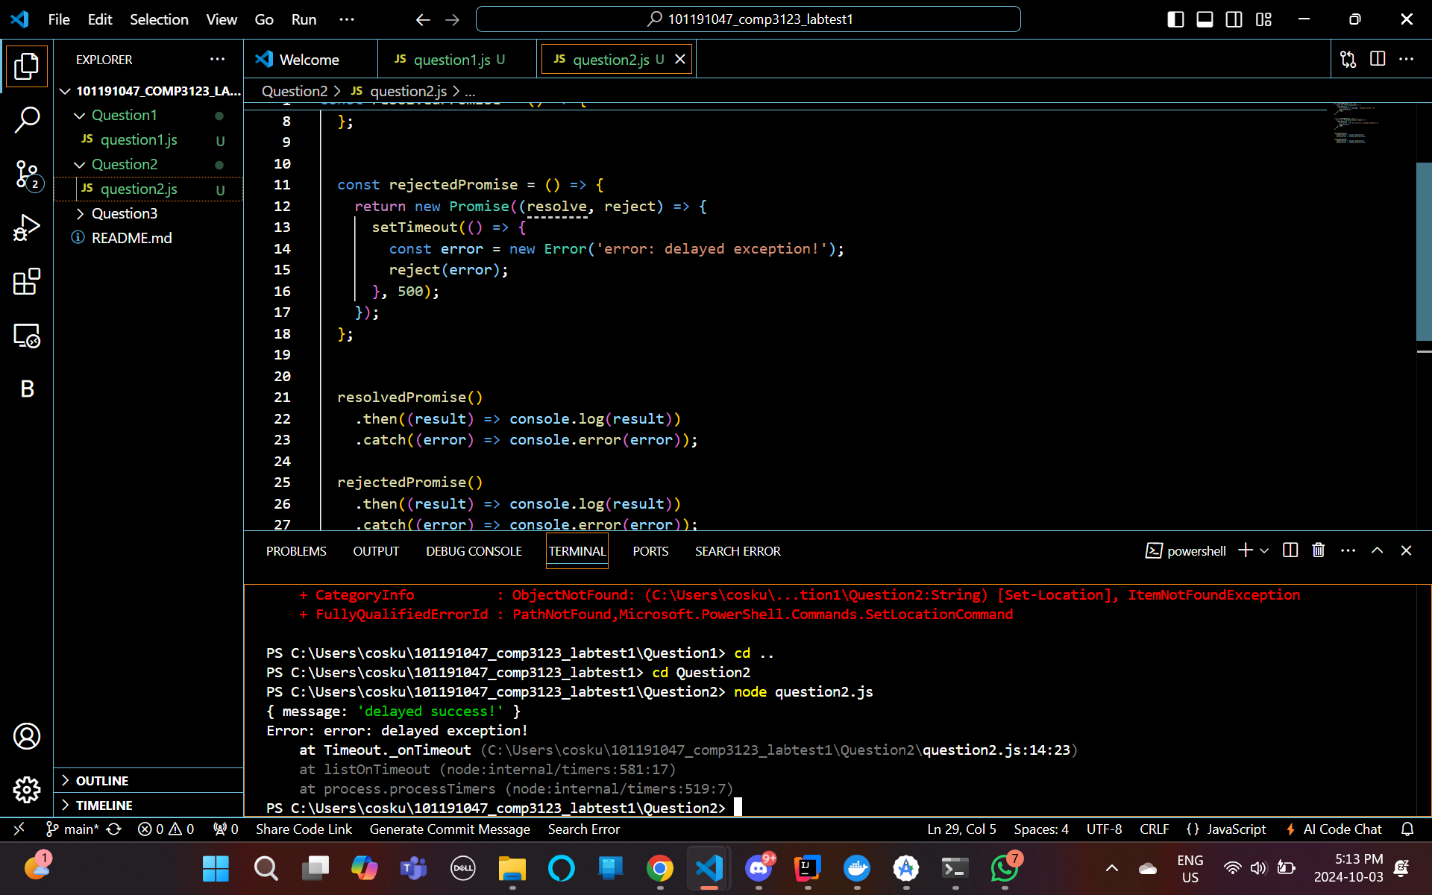 File Edit Selection View Go Run ··· 101191047_comp3123_labtest1
EXPLORER ···
101191047_COMP3123_LA...
Question1
JS question1.js U
Question2
JS question2.js U
Question3
README.md
B
OUTLINE
TIMELINE
Welcome JS question1.js U JS question2.js U
Question2 > JS question2.js > ...
8 };
9
10
11 const rejectedPromise = () => {
12 return new Promise((resolve, reject) => {
13 setTimeout(() => {
14 const error = new Error('error: delayed exception!');
15 reject(error);
16 }, 500);
17 });
18 };
19
20
21 resolvedPromise()
22 .then((result) => console.log(result))
23 .catch((error) => console.error(error));
24
25 rejectedPromise()
26 .then((result) => console.log(result))
27 .catch((error) => console.error(error));
PROBLEMS OUTPUT DEBUG CONSOLE TERMINAL PORTS SEARCH ERROR powershell
+ CategoryInfo : ObjectNotFound: (C:\Users\cosku\...tion1\Question2:String) [Set-Location], ItemNotFoundException
+ FullyQualifiedErrorId : PathNotFound,Microsoft.PowerShell.Commands.SetLocationCommand
PS C:\Users\cosku\101191047_comp3123_labtest1\Question1> cd ..
PS C:\Users\cosku\101191047_comp3123_labtest1> cd Question2
PS C:\Users\cosku\101191047_comp3123_labtest1\Question2> node question2.js
{ message: 'delayed success!' }
Error: error: delayed exception!
at Timeout._onTimeout (C:\Users\cosku\101191047_comp3123_labtest1\Question2\question2.js:14:23)
at listOnTimeout (node:internal/timers:581:17)
at process.processTimers (node:internal/timers:519:7)
PS C:\Users\cosku\101191047_comp3123_labtest1\Question2>
main* 0 0 0 Share Code Link Generate Commit Message Search Error Ln 29, Col 5 Spaces: 4 UTF-8 CRLF {} JavaScript AI Code Chat
1 DELL 9+ 7 ENG US 5:13 PM 2024-10-03